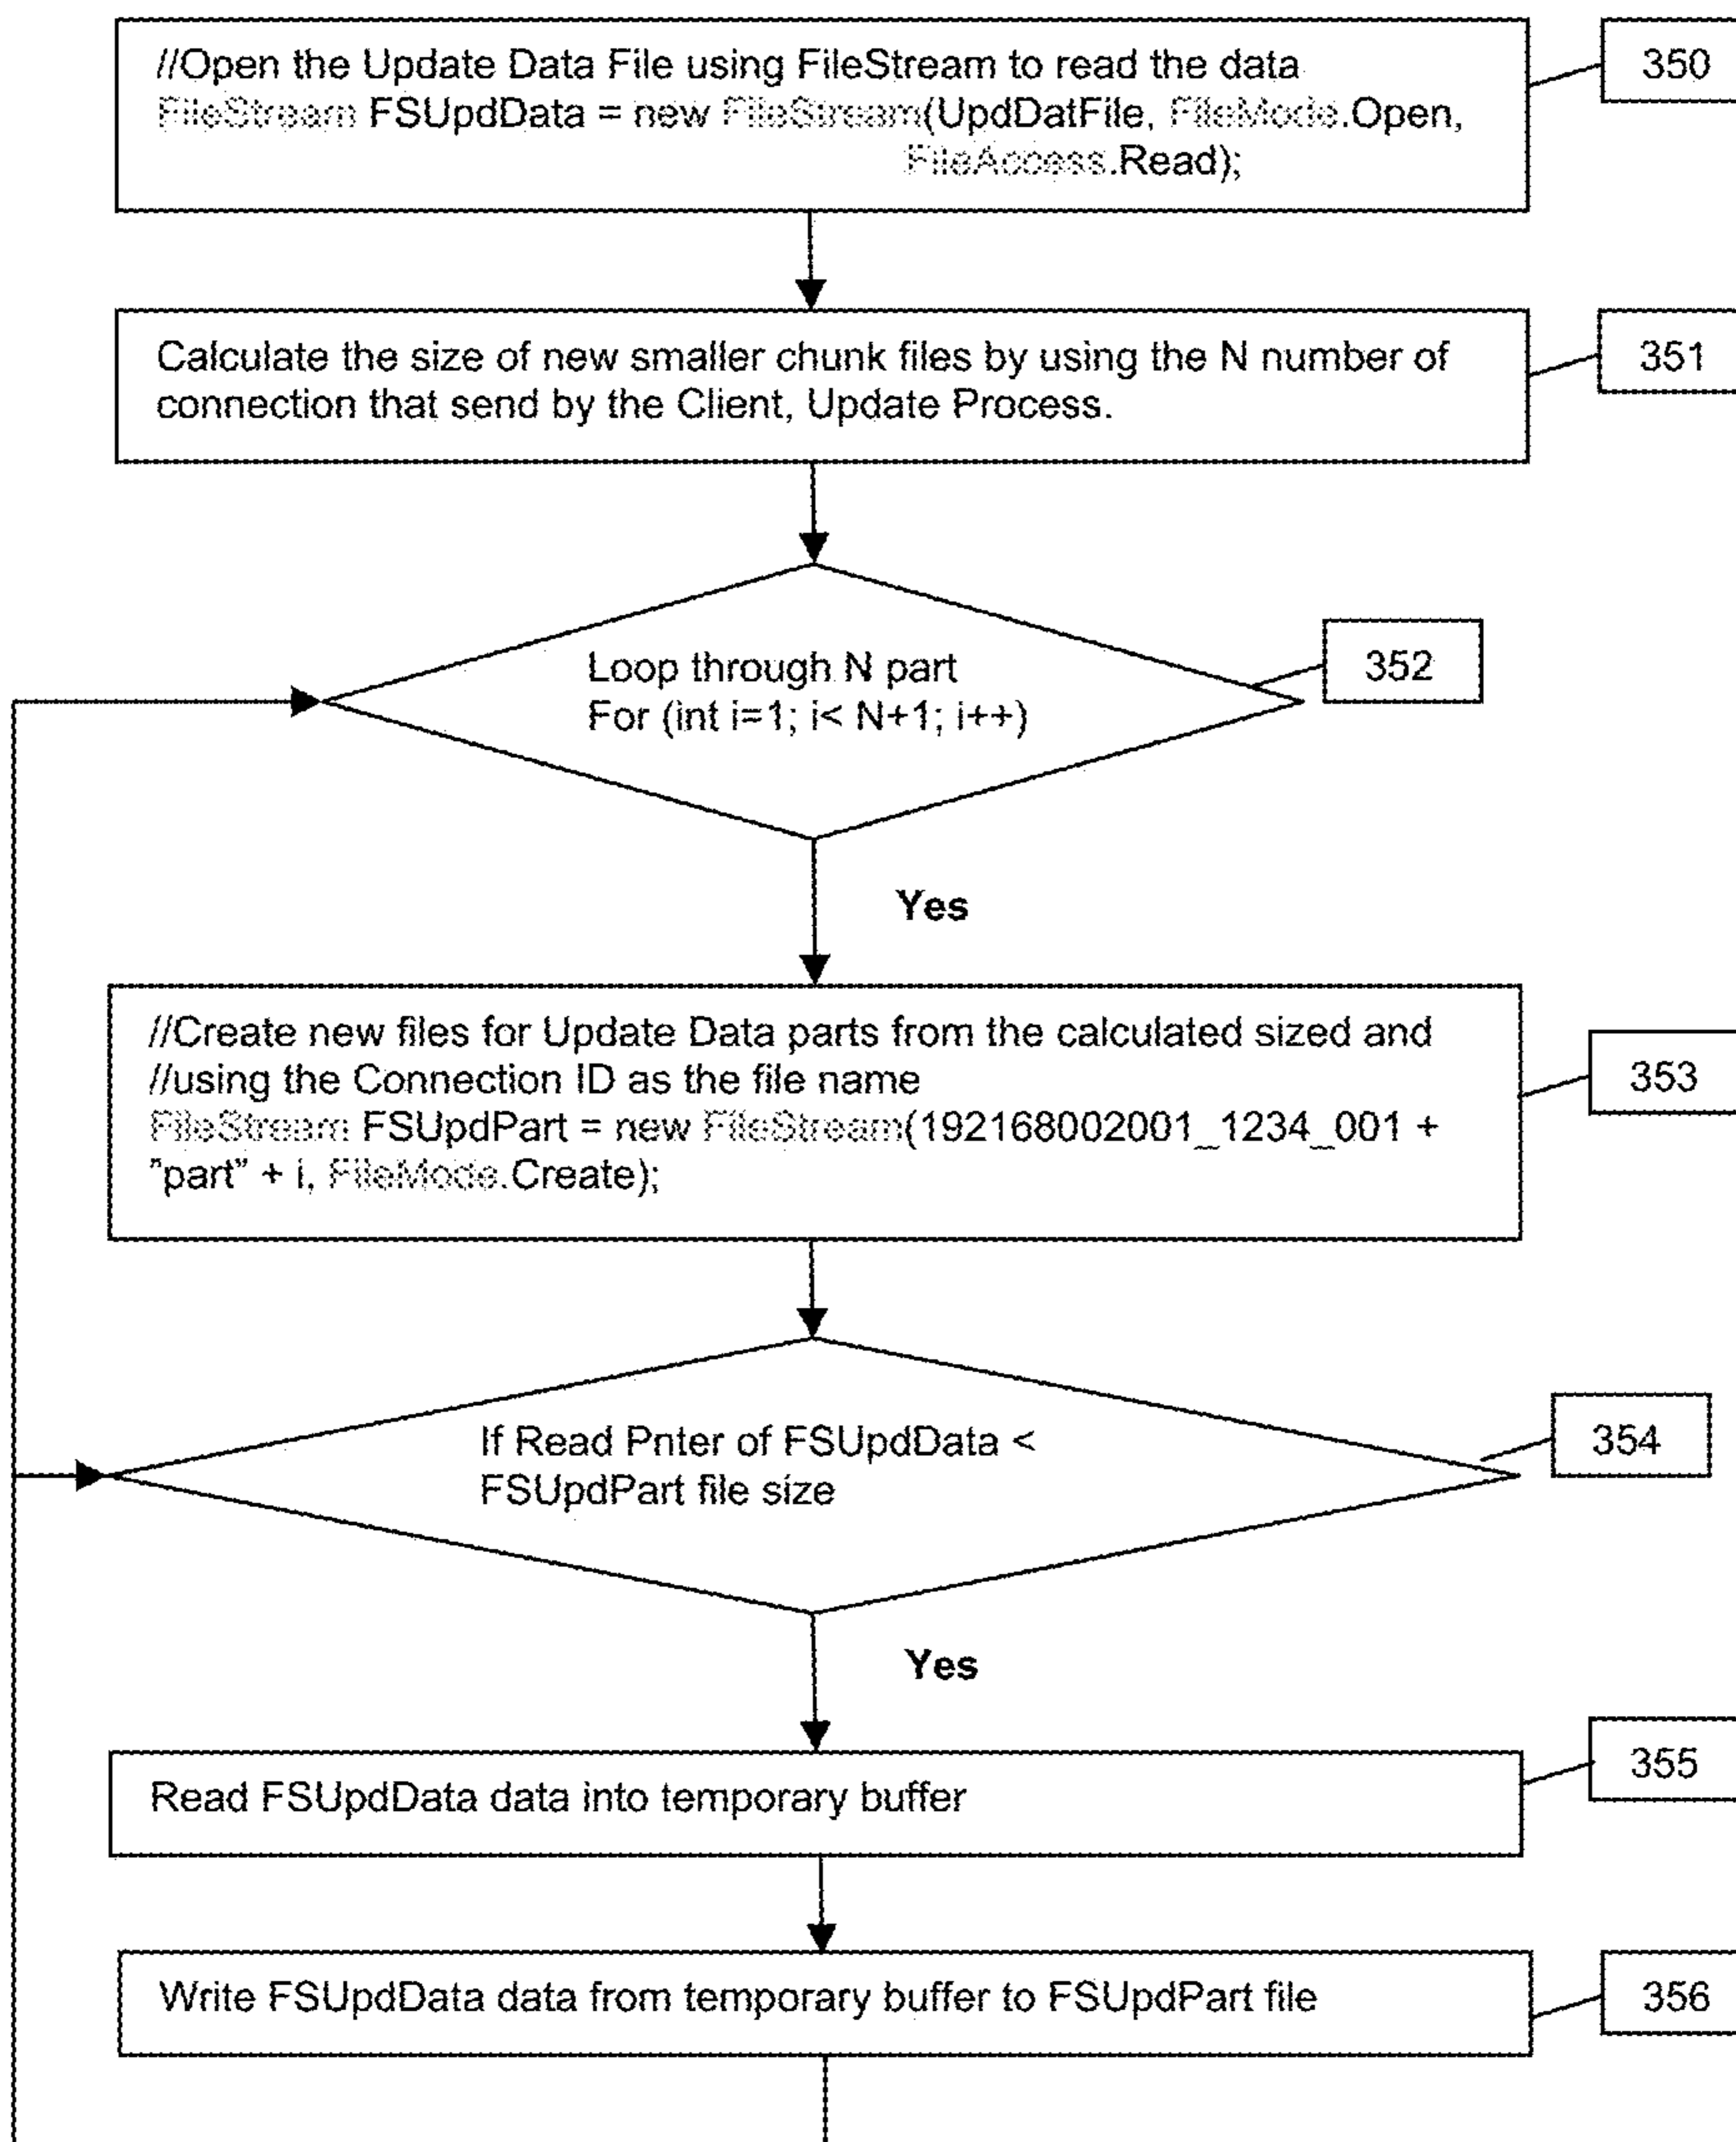 //Open the Update Data File using FileStream to read the data
350
FileStream FSUpdData = new FileStream(UpdDatFile, FileMode.Open,
FileAccess.Read);
Calculate the size of new smaller chunk files by using the N number of
351
connection that send by the Client, Update Process.
Loop through N part
352
For (int i=1; i< N+1; i++)
Yes
//Create new files for Update Data parts from the calculated sized and
//using the Connection ID as the file name
353
FileStream FSUpdPart = new FileStream(192168002001_1234_001 +
"part" + i, FileMode.Create);
If Read Pnter of FSUpdData <
354
FSUpdPart file size
Yes
355
Read FSUpdData data into temporary buffer
Write FSUpdData data from temporary buffer to FSUpdPart file
356